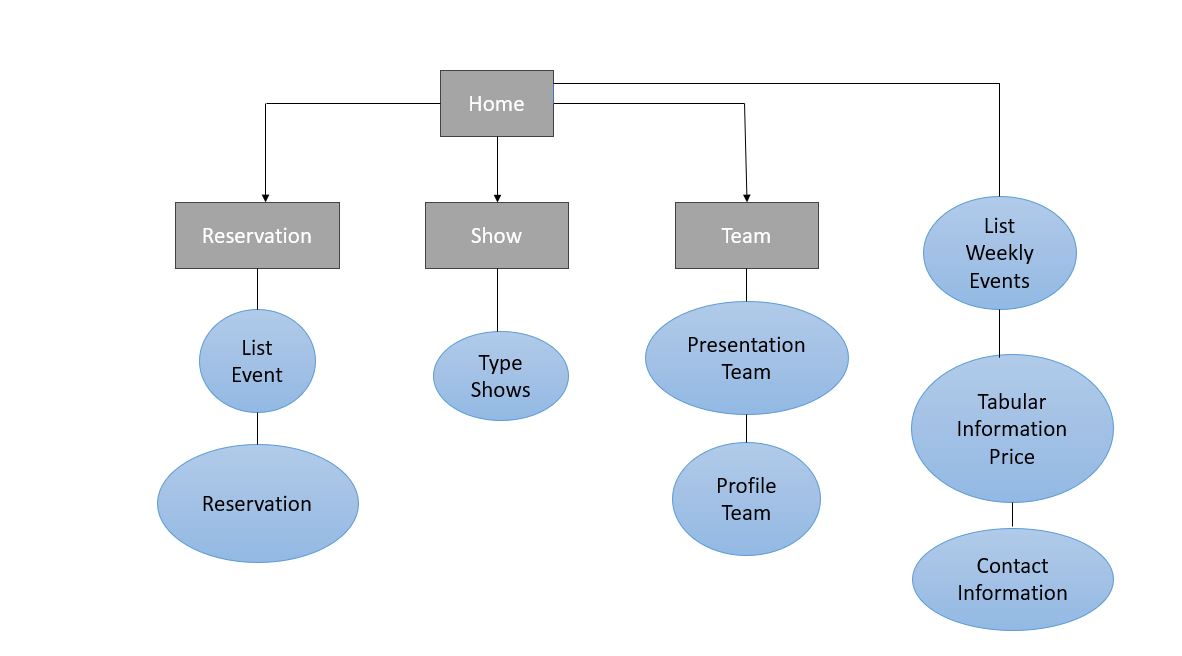 Home
Reservation
Show
Team
List
Weekly
Events
List
Event
Type
Shows
Presentation
Team
Tabular
Information
Price
Reservation
Profile
Team
Contact
Information